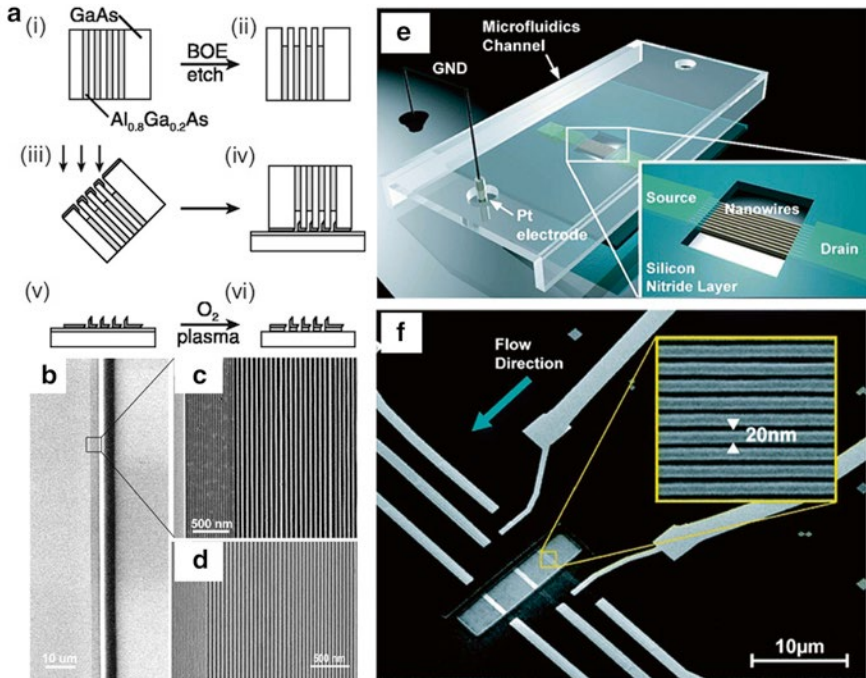 a
(i)
GaAs
BOE
etch
(ii)
Al0.8Ga0.2As
(iii)
(iv)
(v)
O2
plasma
(vi)
b
10 um
c
500 nm
d
500 nm
e
Microfluidics
Channel
GND
Pt
electrode
Source
Nanowires
Drain
Silicon
Nitride Layer
f
Flow
Direction
20nm
10µm